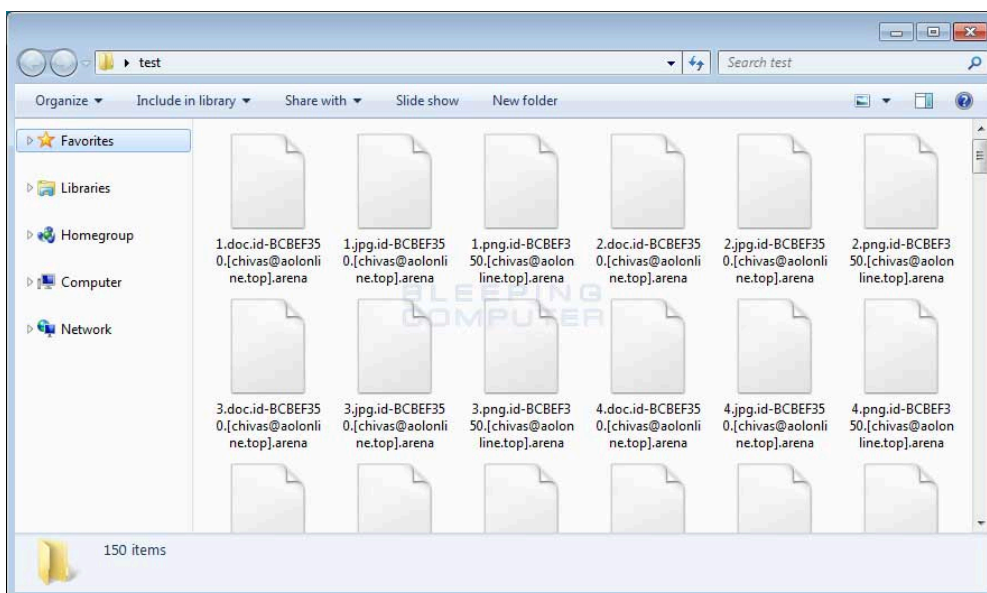 test
Search test
Organize
Include in library
Share with
Slide show
New folder
Favorites
Libraries
Homegroup
Computer
Network
1.doc.id-BCBEF35
0.[chivas@aolonli
ne.top].arena
1.jpg.id-BCBEF35
0.[chivas@aolonli
ne.top].arena
1.png.id-BCBEF3
50.[chivas@aolon
line.top].arena
2.doc.id-BCBEF35
0.[chivas@aolonli
ne.top].arena
2.jpg.id-BCBEF35
0.[chivas@aolonli
ne.top].arena
2.png.id-BCBEF3
50.[chivas@aolon
line.top].arena
BLEEPING
COMPUTER
3.doc.id-BCBEF35
0.[chivas@aolonli
ne.top].arena
3.jpg.id-BCBEF35
0.[chivas@aolonli
ne.top].arena
3.png.id-BCBEF3
50.[chivas@aolon
line.top].arena
4.doc.id-BCBEF35
0.[chivas@aolonli
ne.top].arena
4.jpg.id-BCBEF35
0.[chivas@aolonli
ne.top].arena
4.png.id-BCBEF3
50.[chivas@aolon
line.top].arena
150 items